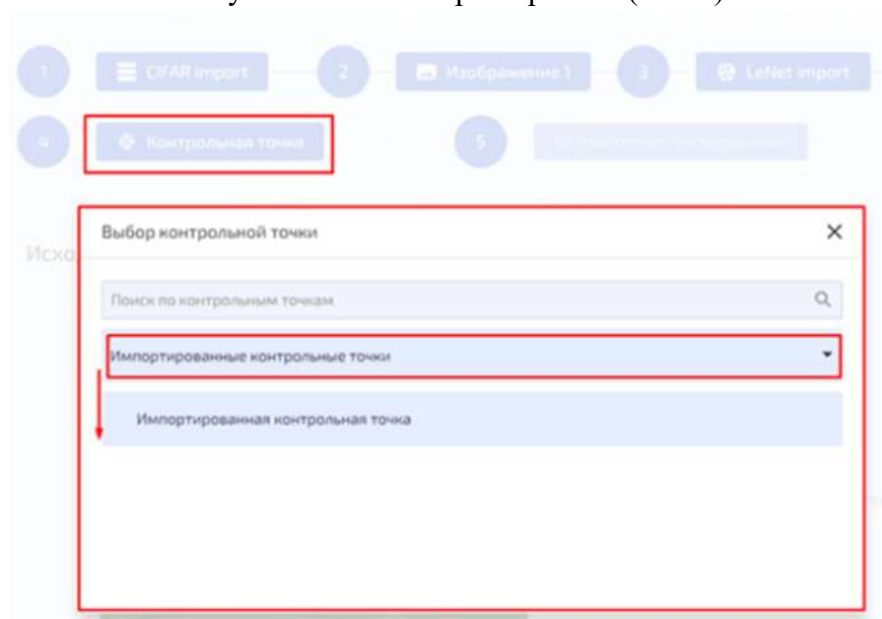 1 CIFAR import 2 Изображение 1 3 LeNet import
4 Контрольная точка 5
Выбор контрольной точки
Исхо
Поиск по контрольным точкам
Импортированные контрольные точки
Импортированная контрольная точка